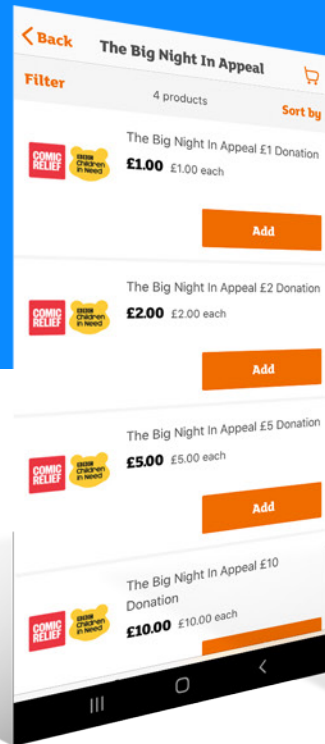 Back The Big Night In Appeal
Filter 4 products Sort by
The Big Night In Appeal £1 Donation
COMIC RELIEF BBC Children in Need £1.00 £1.00 each
Add
The Big Night In Appeal £2 Donation
COMIC RELIEF BBC Children in Need £2.00 £2.00 each
Add
The Big Night In Appeal £5 Donation
COMIC RELIEF BBC Children in Need £5.00 £5.00 each
Add
The Big Night In Appeal £10
Donation
COMIC RELIEF BBC Children in Need £10.00 £10.00 each